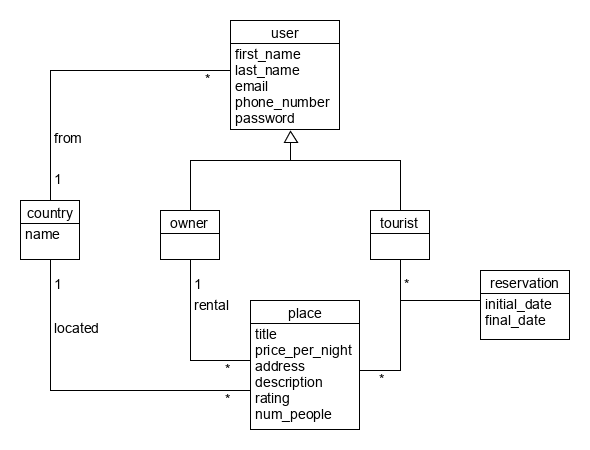 user
first_name
last_name
email
phone_number
password
*
from
1
country
name
owner
tourist
1
located
*
1
rental
*
place
title
price_per_night
address
description
rating
num_people
*
*
reservation
initial_date
final_date